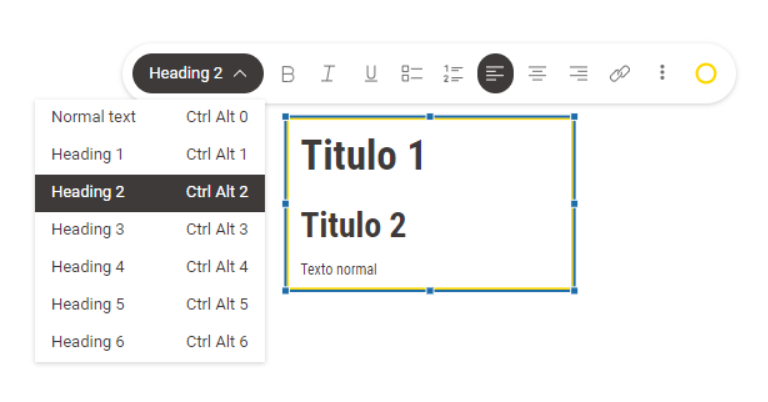 Heading 2
B I U
Normal text Ctrl Alt 0
Heading 1 Ctrl Alt 1
Heading 2 Ctrl Alt 2
Heading 3 Ctrl Alt 3
Heading 4 Ctrl Alt 4
Heading 5 Ctrl Alt 5
Heading 6 Ctrl Alt 6
Titulo 1
Titulo 2
Texto normal